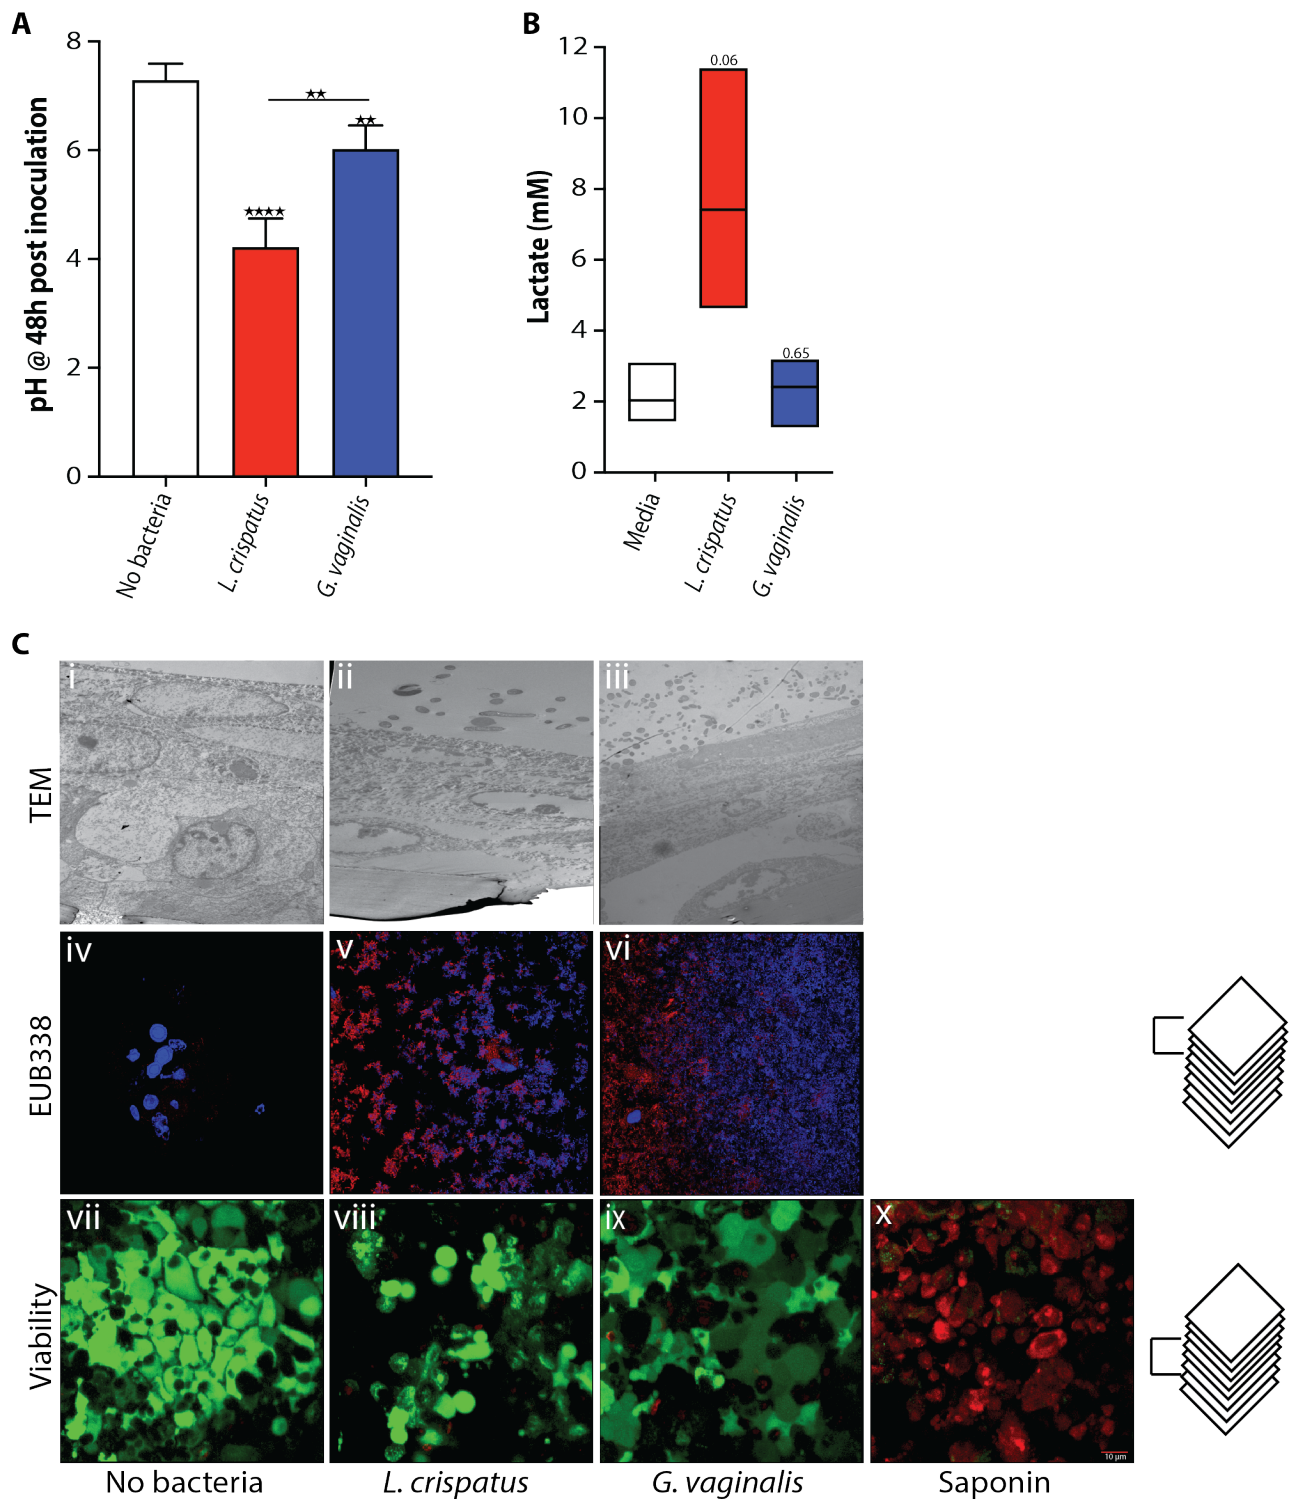 A
8
6
4
2
0
pH @ 48h post inoculation
★★
★★
★★★★
No bacteria
L. crispatus
G. vaginalis
B
12
10
8
6
4
2
0
Lactate (mM)
0.06
0.65
Media
L. crispatus
G. vaginalis
C
TEM
i
ii
iii
EUB338
iv
v
vi
Viability
vii
viii
ix
x
10 µm
No bacteria
L. crispatus
G. vaginalis
Saponin